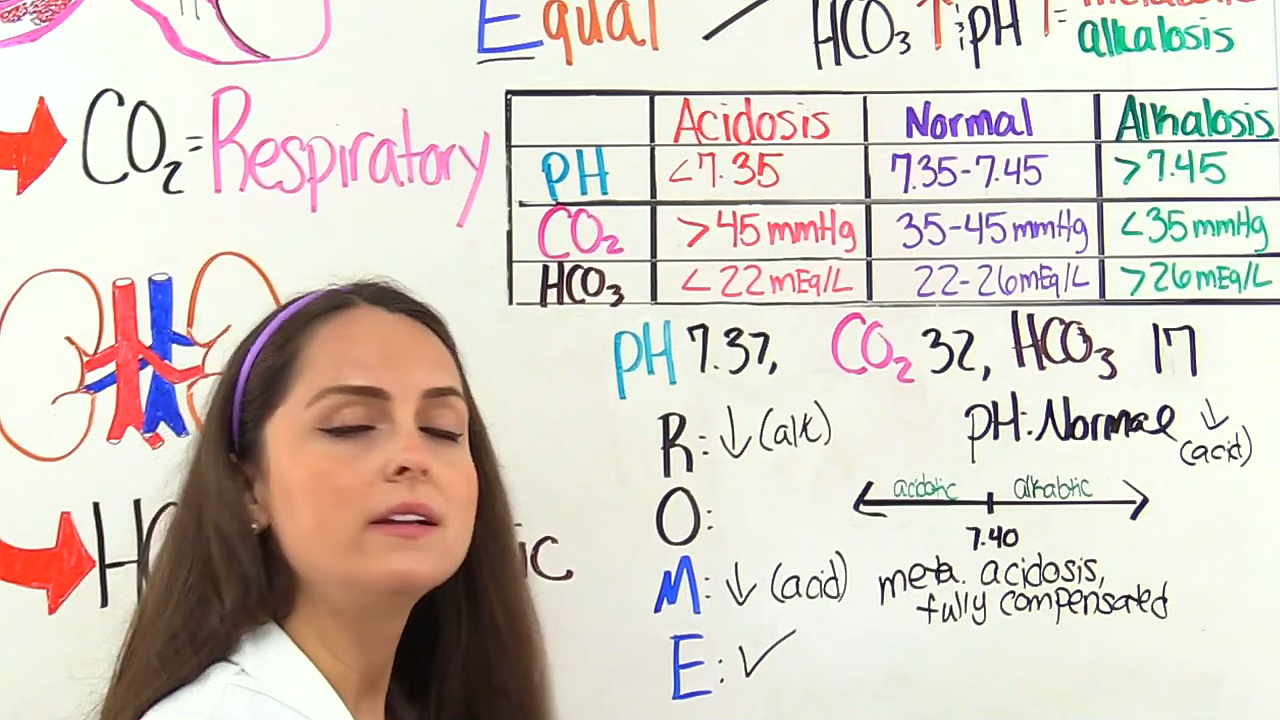 Equal
HCO₃ ↑ & pH ↑ =
alkalosis
CO₂ = Respiratory
Acidosis Normal Alkalosis
PH <7.35 7.35-7.45 >7.45
CO₂ >45 mmHg 35-45 mmHg <35 mmHg
HCO₃ <22 mEq/L 22-26 mEq/L >26 mEq/L
pH 7.37, CO₂ 32, HCO₃ 17
R: ↓ (alk)
pH: Normal ↓
(acid)
acidotic alkalotic
7.40
O:
M: ↓ (acid)
meta. acidosis,
fully compensated
E: ✓